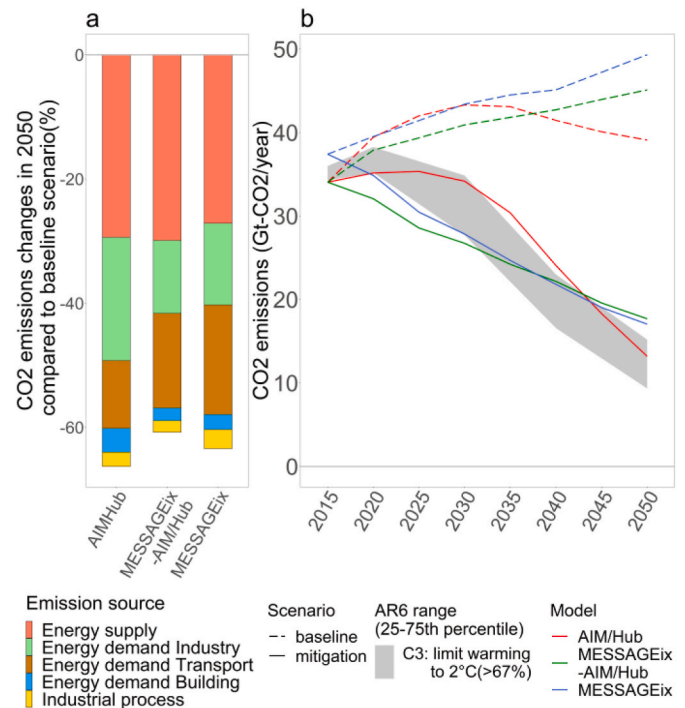 a
b
CO2 emissions changes in 2050
compared to baseline scenario(%)
0
-20
-40
-60
AIMHub
MESSAGEix
-AIM/Hub
MESSAGEix
CO2 emissions (Gt-CO2/year)
50
40
30
20
10
0
2015
2020
2025
2030
2035
2040
2045
2050
Emission source
Energy supply
Energy demand Industry
Energy demand Transport
Energy demand Building
Industrial process
Scenario
baseline
mitigation
AR6 range
(25-75th percentile)
C3: limit warming
to 2°C(>67%)
Model
AIM/Hub
MESSAGEix
-AIM/Hub
MESSAGEix